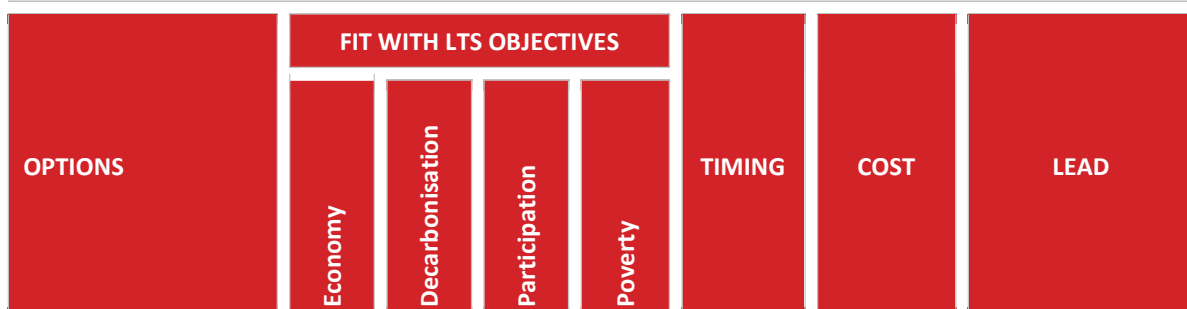 FIT WITH LTS OBJECTIVES
OPTIONS
Economy
Decarbonisation
Participation
Poverty
TIMING
COST
LEAD